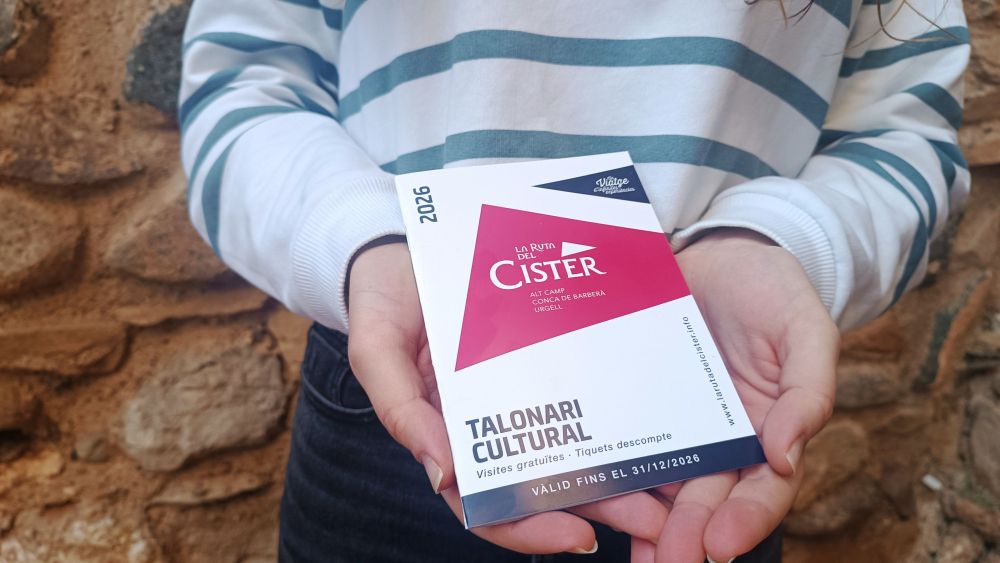 2026
Viatge
LA RUTA
DEL
CISTER
ALT CAMP
CONCA DE BARBERÀ
URGELL
www.larutadelcister.info
TALONARI
CULTURAL
Visites gratuïtes · Tiquets descompte
VÀLID FINS EL 31/12/2026